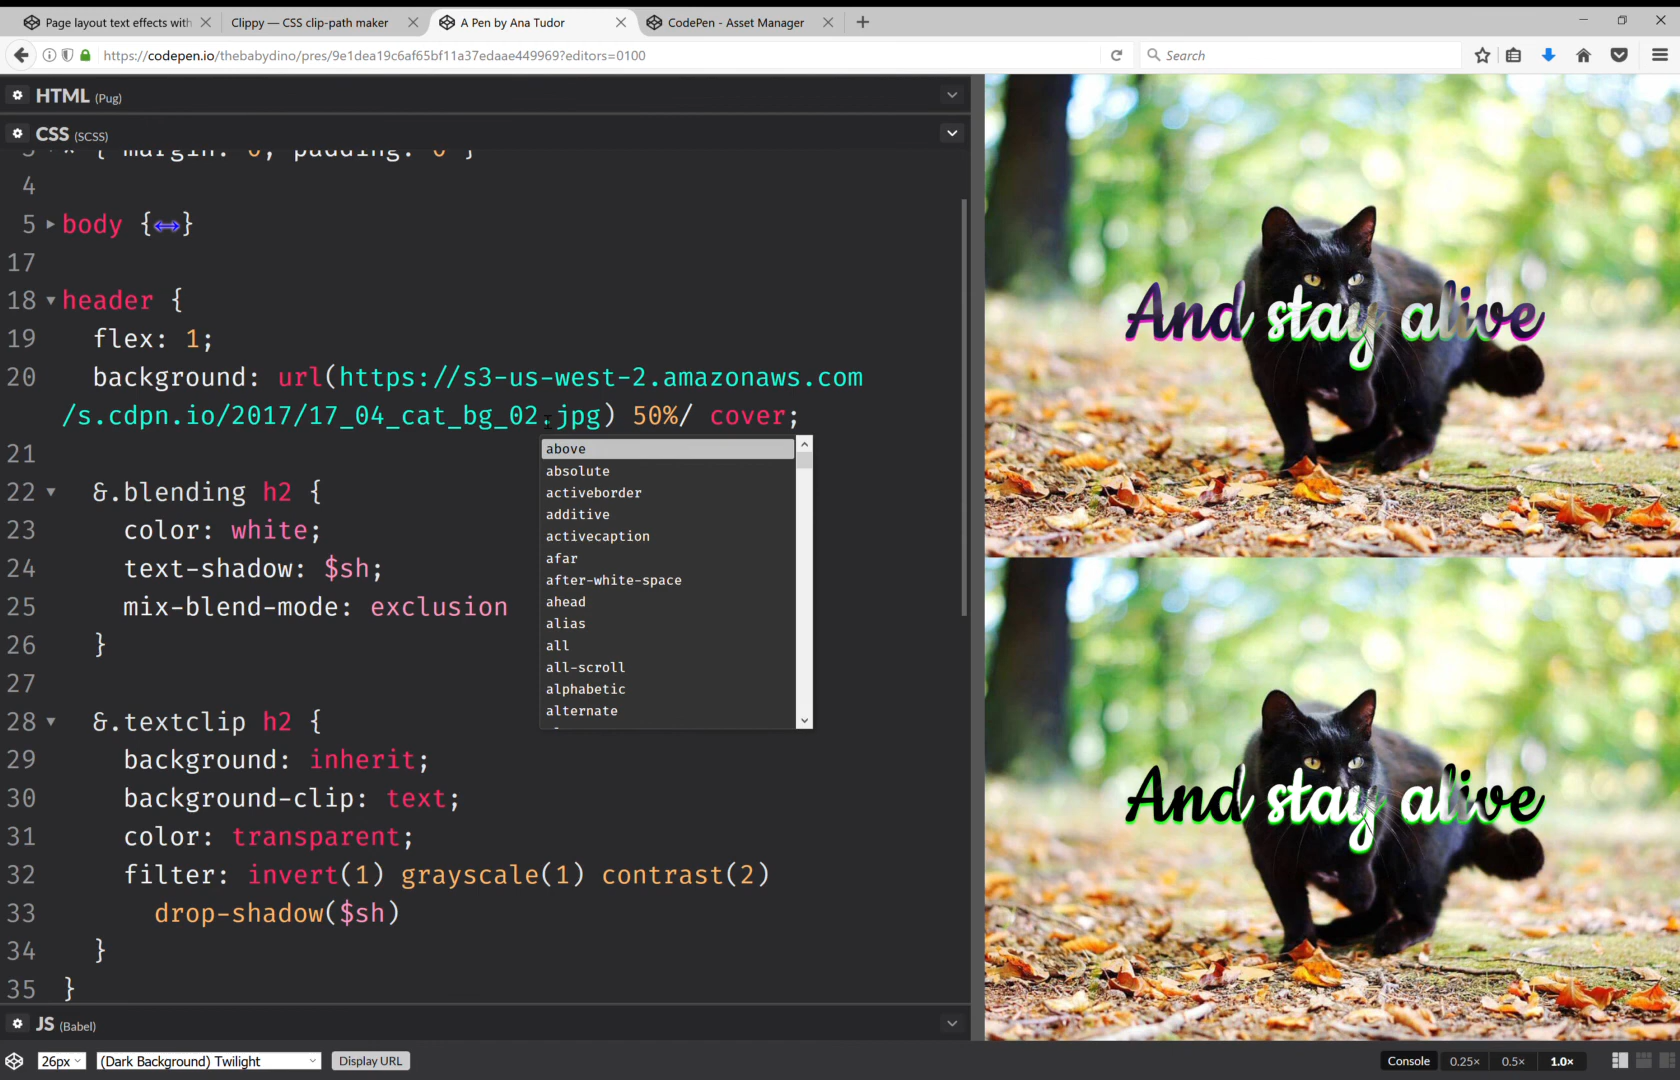 Page layout text effects with
Clippy — CSS clip-path maker
A Pen by Ana Tudor
CodePen - Asset Manager
https://codepen.io/thebabydino/pres/9e1dea19c6af65bf11a37edaae449969?editors=0100
Search
HTML (Pug)
CSS (SCSS)
3 * { margin: 0; padding: 0 }
4
5 body {↔}
17
18 header {
19 flex: 1;
20 background: url(https://s3-us-west-2.amazonaws.com
/s.cdpn.io/2017/17_04_cat_bg_02.jpg) 50%/ cover;
21
22 &.blending h2 {
23 color: white;
24 text-shadow: $sh;
25 mix-blend-mode: exclusion
26 }
27
28 &.textclip h2 {
29 background: inherit;
30 background-clip: text;
31 color: transparent;
32 filter: invert(1) grayscale(1) contrast(2)
33 drop-shadow($sh)
34 }
35 }
above
absolute
activeborder
additive
activecaption
afar
after-white-space
ahead
alias
all
all-scroll
alphabetic
alternate
JS (Babel)
26px
(Dark Background) Twilight
Display URL
And stay alive
And stay alive
Console
0.25×
0.5×
1.0×